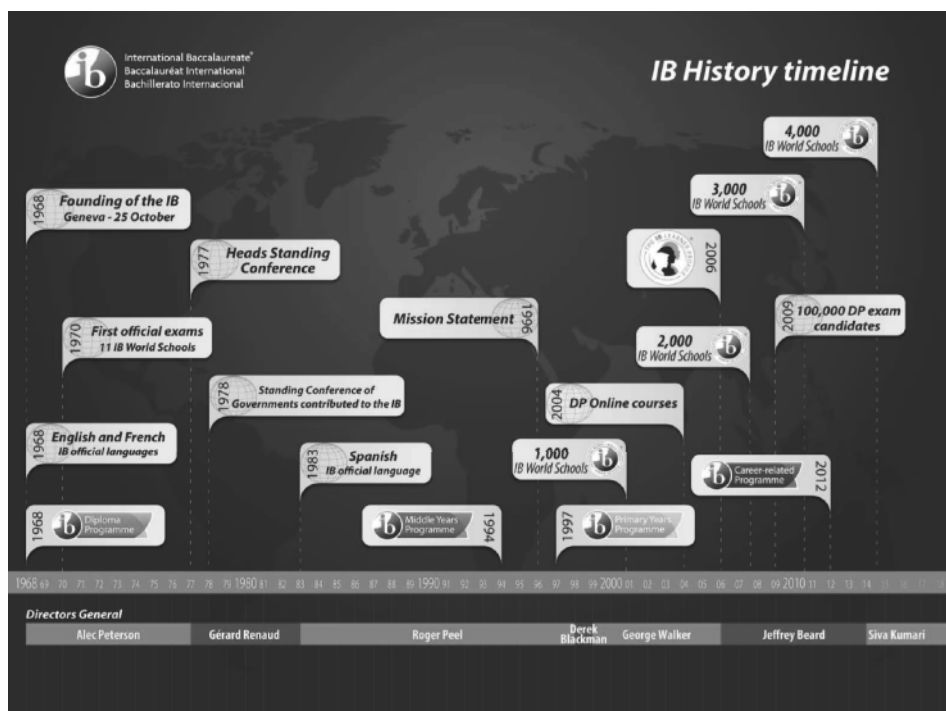 ib
International Baccalaureate®
Baccalauréat International
Bachillerato Internacional
IB History timeline
4,000
IB World Schools
3,000
IB World Schools
1968
Founding of the IB
Geneva - 25 October
1977
Heads Standing
Conference
2006
Mission Statement
1996
2009
100,000 DP exam
candidates
1970
First official exams
11 IB World Schools
2,000
IB World Schools
1978
Standing Conference of
Governments contributed to the IB
2004
DP Online courses
1968
English and French
IB official languages
1983
Spanish
IB official language
1,000
IB World Schools
ib
Career-related
Programme
2012
1968
ib
Diploma
Programme
ib
Middle Years
Programme
1994
1997
ib
Primary Years
Programme
1968 69 70 71 72 73 74 75 76 77 78 79 1980 81 82 83 84 85 86 87 88 89 1990 91 92 93 94 95 96 97 98 99 2000 01 02 03 04 05 06 07 08 09 2010 11 12 13 14 15 16
Directors General
Alec Peterson
Gérard Renaud
Roger Peel
Derek
Blackman
George Walker
Jeffrey Beard
Siva Kumari